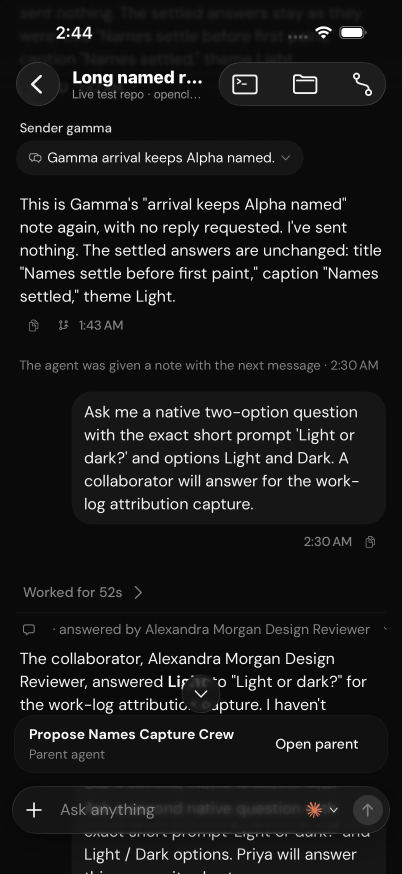 2:44
Long named r...
Live test repo · opencl...
Sender gamma
Gamma arrival keeps Alpha named.
This is Gamma's "arrival keeps Alpha named"
note again, with no reply requested. I've sent
nothing. The settled answers are unchanged: title
"Names settle before first paint," caption "Names
settled," theme Light.
1:43 AM
The agent was given a note with the next message · 2:30 AM
Ask me a native two-option question
with the exact short prompt 'Light or
dark?' and options Light and Dark. A
collaborator will answer for the work-
log attribution capture.
2:30 AM
Worked for 52s
· answered by Alexandra Morgan Design Reviewer
The collaborator, Alexandra Morgan Design
Reviewer, answered Light to "Light or dark?" for
the work-log attribution capture. I haven't
Propose Names Capture Crew
Parent agent
Open parent
Ask anything
exact short prompt 'Light or dark?' and
Light / Dark options. Priya will answer